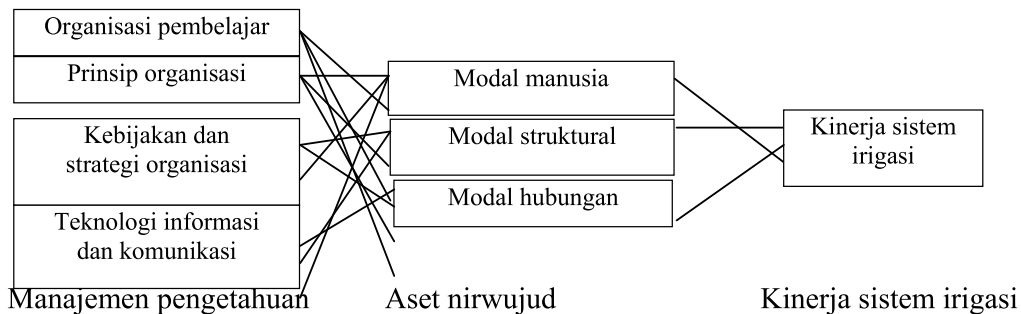 Organisasi pembelajar
Prinsip organisasi
Kebijakan dan
strategi organisasi
Teknologi informasi
dan komunikasi
Modal manusia
Modal struktural
Modal hubungan
Kinerja sistem
irigasi
Manajemen pengetahuan
Aset nirwujud
Kinerja sistem irigasi